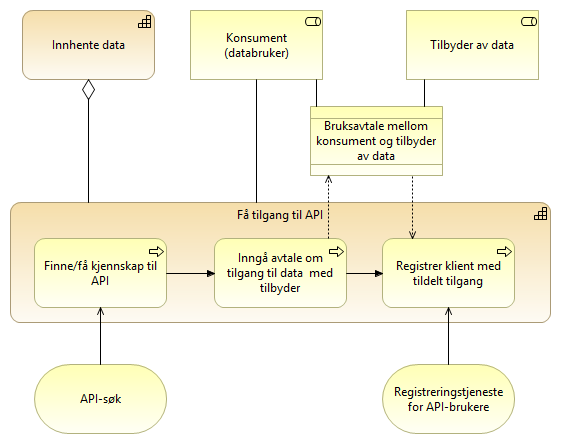 Innhente data
Konsument
(databruker)
Tilbyder av data
Bruksavtale mellom
konsument og tilbyder
av data
Få tilgang til API
Finne/få kjennskap til
API
Inngå avtale om
tilgang til data med
tilbyder
Registrer klient med
tildelt tilgang
API-søk
Registreringstjeneste
for API-brukere